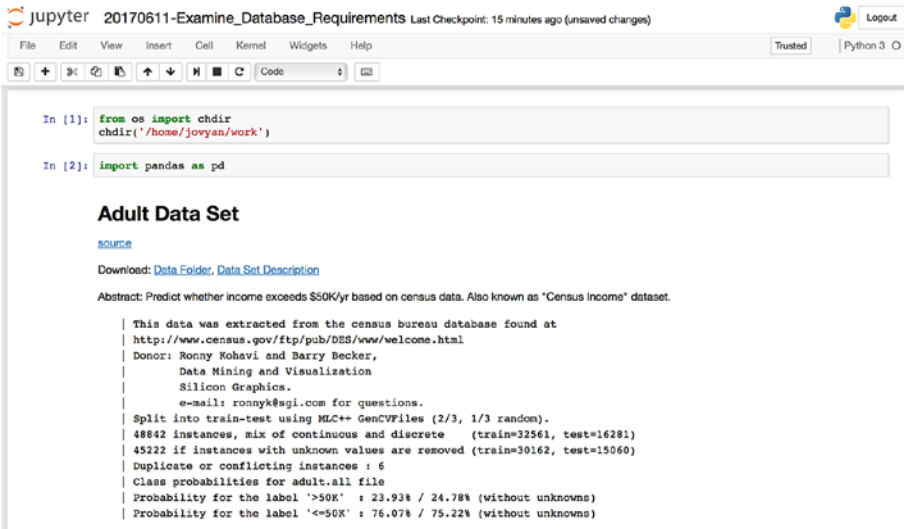 jupyter 20170611-Examine_Database_Requirements Last Checkpoint: 15 minutes ago (unsaved changes) Logout
File Edit View Insert Cell Kernel Widgets Help Trusted Python 3 O
Code
In [1]: from os import chdir
chdir('/home/jovyan/work')
In [2]: import pandas as pd
Adult Data Set
source
Download: Data Folder, Data Set Description
Abstract: Predict whether income exceeds $50K/yr based on census data. Also known as "Census Income" dataset.
| This data was extracted from the census bureau database found at
| http://www.census.gov/ftp/pub/DES/www/welcome.html
| Donor: Ronny Kohavi and Barry Becker,
| Data Mining and Visualization
| Silicon Graphics.
| e-mail: ronnyk@sgi.com for questions.
| Split into train-test using MLC++ GenCVFiles (2/3, 1/3 random).
| 48842 instances, mix of continuous and discrete (train=32561, test=16281)
| 45222 if instances with unknown values are removed (train=30162, test=15060)
| Duplicate or conflicting instances : 6
| Class probabilities for adult.all file
| Probability for the label '>50K' : 23.93% / 24.78% (without unknowns)
| Probability for the label '<=50K' : 76.07% / 75.22% (without unknowns)